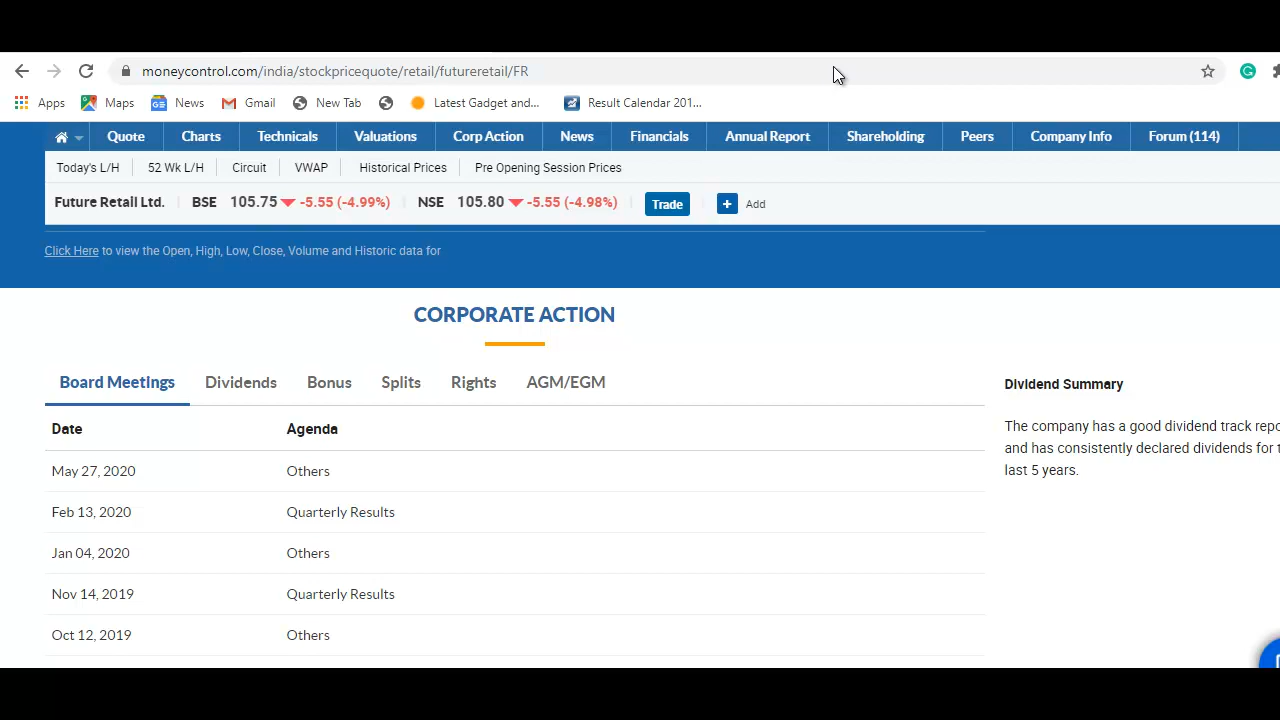 moneycontrol.com/india/stockpricequote/retail/futureretail/FR
Apps Maps News Gmail New Tab Latest Gadget and... Result Calendar 201...
Quote Charts Technicals Valuations Corp Action News Financials Annual Report Shareholding Peers Company Info Forum (114)
Today's L/H 52 Wk L/H Circuit VWAP Historical Prices Pre Opening Session Prices
Future Retail Ltd. BSE 105.75 -5.55 (-4.99%) NSE 105.80 -5.55 (-4.98%) Trade + Add
Click Here to view the Open, High, Low, Close, Volume and Historic data for
CORPORATE ACTION
Board Meetings Dividends Bonus Splits Rights AGM/EGM
Date Agenda
May 27, 2020 Others
Feb 13, 2020 Quarterly Results
Jan 04, 2020 Others
Nov 14, 2019 Quarterly Results
Oct 12, 2019 Others
Dividend Summary
The company has a good dividend track repo
and has consistently declared dividends for t
last 5 years.